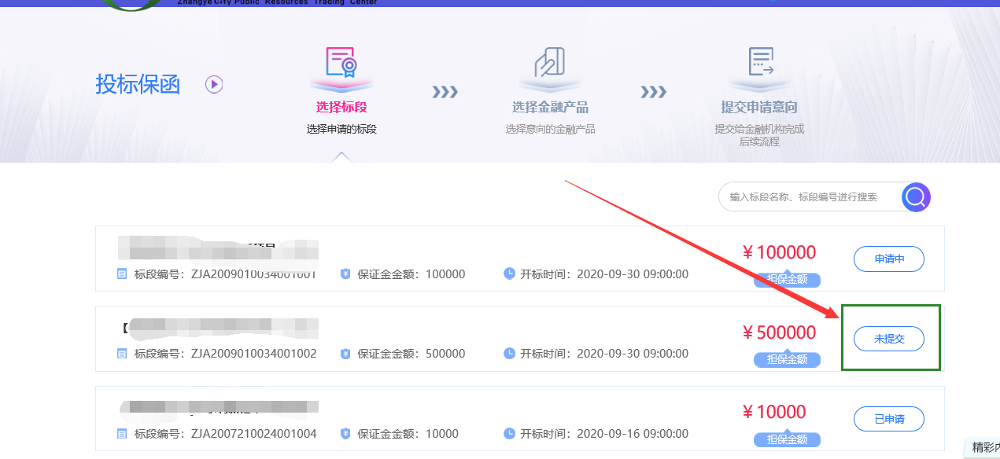 Zhangye City Public Resources Trading Center
投标保函
选择标段
选择申请的标段
选择金融产品
选择意向的金融产品
提交申请意向
提交给金融机构完成
后续流程
输入标段名称、标段编号进行搜索
标段编号：ZJA2009010034001001 保证金金额：100000 开标时间：2020-09-30 09:00:00
￥100000
担保金额
申请中
【
标段编号：ZJA2009010034001002 保证金金额：500000 开标时间：2020-09-30 09:00:00
￥500000
担保金额
未提交
标段编号：ZJA2007210024001004 保证金金额：10000 开标时间：2020-09-16 09:00:00
￥10000
担保金额
已申请
精彩内